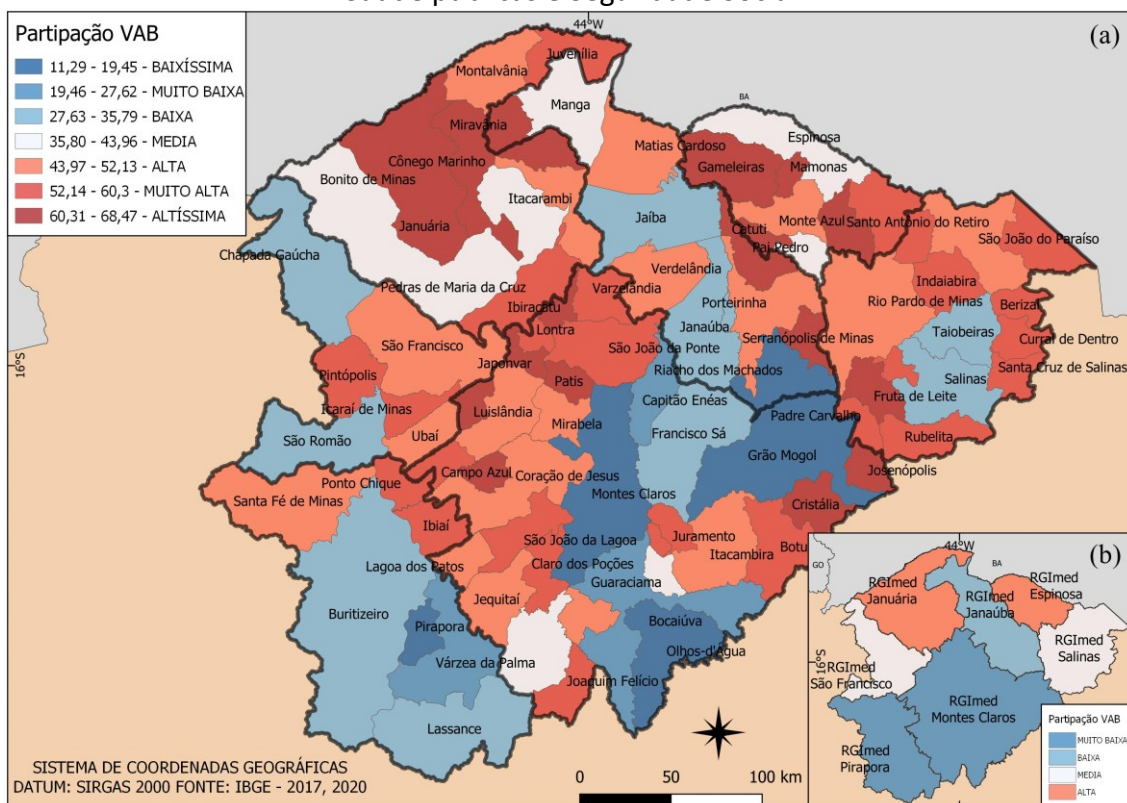 44°W
(a)
Partipação VAB
11,29 - 19,45 - BAIXÍSSIMA
19,46 - 27,62 - MUITO BAIXA
27,63 - 35,79 - BAIXA
35,80 - 43,96 - MEDIA
43,97 - 52,13 - ALTA
52,14 - 60,3 - MUITO ALTA
60,31 - 68,47 - ALTÍSSIMA
Juvenília
Montalvânia
Manga
BA
Miravânia
Espinosa
Matias Cardoso
Mamonas
Cônego Marinho
Gameleiras
Bonito de Minas
Itacarambi
Jaíba
Januária
Monte Azul
Santo Antônio do Retiro
Catuti
São João do Paraíso
Chapada Gaúcha
Pai Pedro
Verdelândia
Pedras de Maria da Cruz
Indaiabira
Varzelândia
Ibiracatu
Porteirinha
Rio Pardo de Minas
Berizal
Lontra
Janaúba
Taiobeiras
Serranópolis de Minas
Curral de Dentro
São Francisco
São João da Ponte
Japonvar
16°S
Santa Cruz de Salinas
Riacho dos Machados
Pintópolis
Patis
Salinas
Fruta de Leite
Capitão Enéas
Icaraí de Minas
Luislândia
Padre Carvalho
Mirabela
Francisco Sá
Rubelita
São Romão
Ubaí
Grão Mogol
Josenópolis
Campo Azul
Coração de Jesus
Ponto Chique
Montes Claros
Santa Fé de Minas
Cristália
Ibiaí
Juramento
São João da Lagoa
Botu
Itacambira
Claro dos Poções
Lagoa dos Patos
Guaraciama
Jequitaí
Buritizeiro
Bocaiúva
Pirapora
Olhos-d'Água
Várzea da Palma
Joaquim Felício
Lassance
SISTEMA DE COORDENADAS GEOGRÁFICAS
DATUM: SIRGAS 2000 FONTE: IBGE - 2017, 2020
0 50 100 km
44°W
(b)
GO
BA
RGImed
Januária
RGImed
Espinosa
RGImed
Janaúba
16°S
RGImed
Salinas
RGImed
São Francisco
RGImed
Montes Claros
RGImed
Pirapora
Partipação VAB
MUITO BAIXA
BAIXA
MEDIA
ALTA